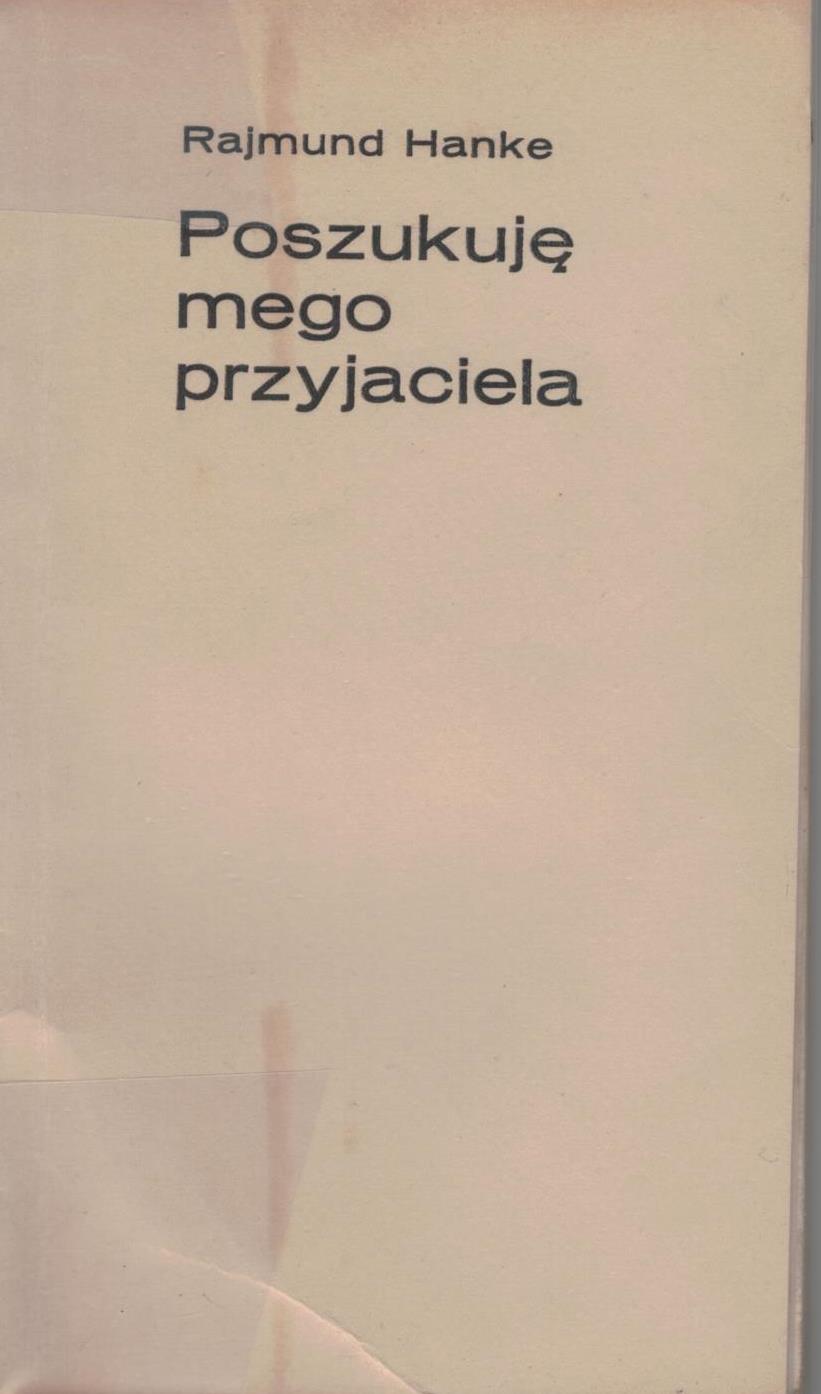 Rajmund Hanke
Poszukuję
mego
przyjaciela